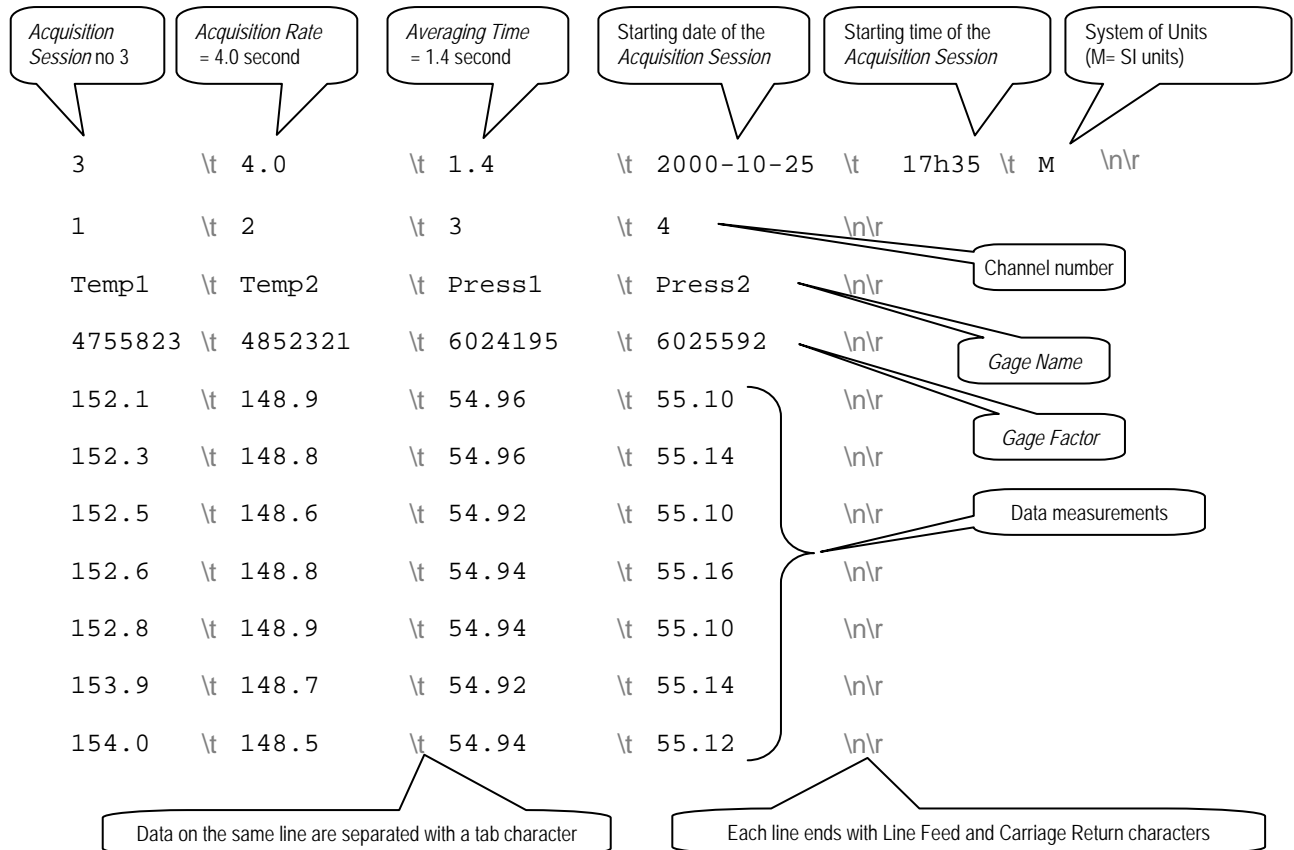 Acquisition
Session no 3
Acquisition Rate
= 4.0 second
Averaging Time
= 1.4 second
Starting date of the
Acquisition Session
Starting time of the
Acquisition Session
System of Units
(M= SI units)
3 \t 4.0 \t 1.4 \t 2000-10-25 \t 17h35 \t M \n\r
1 \t 2 \t 3 \t 4 \n\r
Channel number
Temp1 \t Temp2 \t Press1 \t Press2 \n\r
4755823 \t 4852321 \t 6024195 \t 6025592 \n\r
Gage Name
152.1 \t 148.9 \t 54.96 \t 55.10 \n\r
Gage Factor
152.3 \t 148.8 \t 54.96 \t 55.14 \n\r
152.5 \t 148.6 \t 54.92 \t 55.10 \n\r
Data measurements
152.6 \t 148.8 \t 54.94 \t 55.16 \n\r
152.8 \t 148.9 \t 54.94 \t 55.10 \n\r
153.9 \t 148.7 \t 54.92 \t 55.14 \n\r
154.0 \t 148.5 \t 54.94 \t 55.12 \n\r
Data on the same line are separated with a tab character
Each line ends with Line Feed and Carriage Return characters